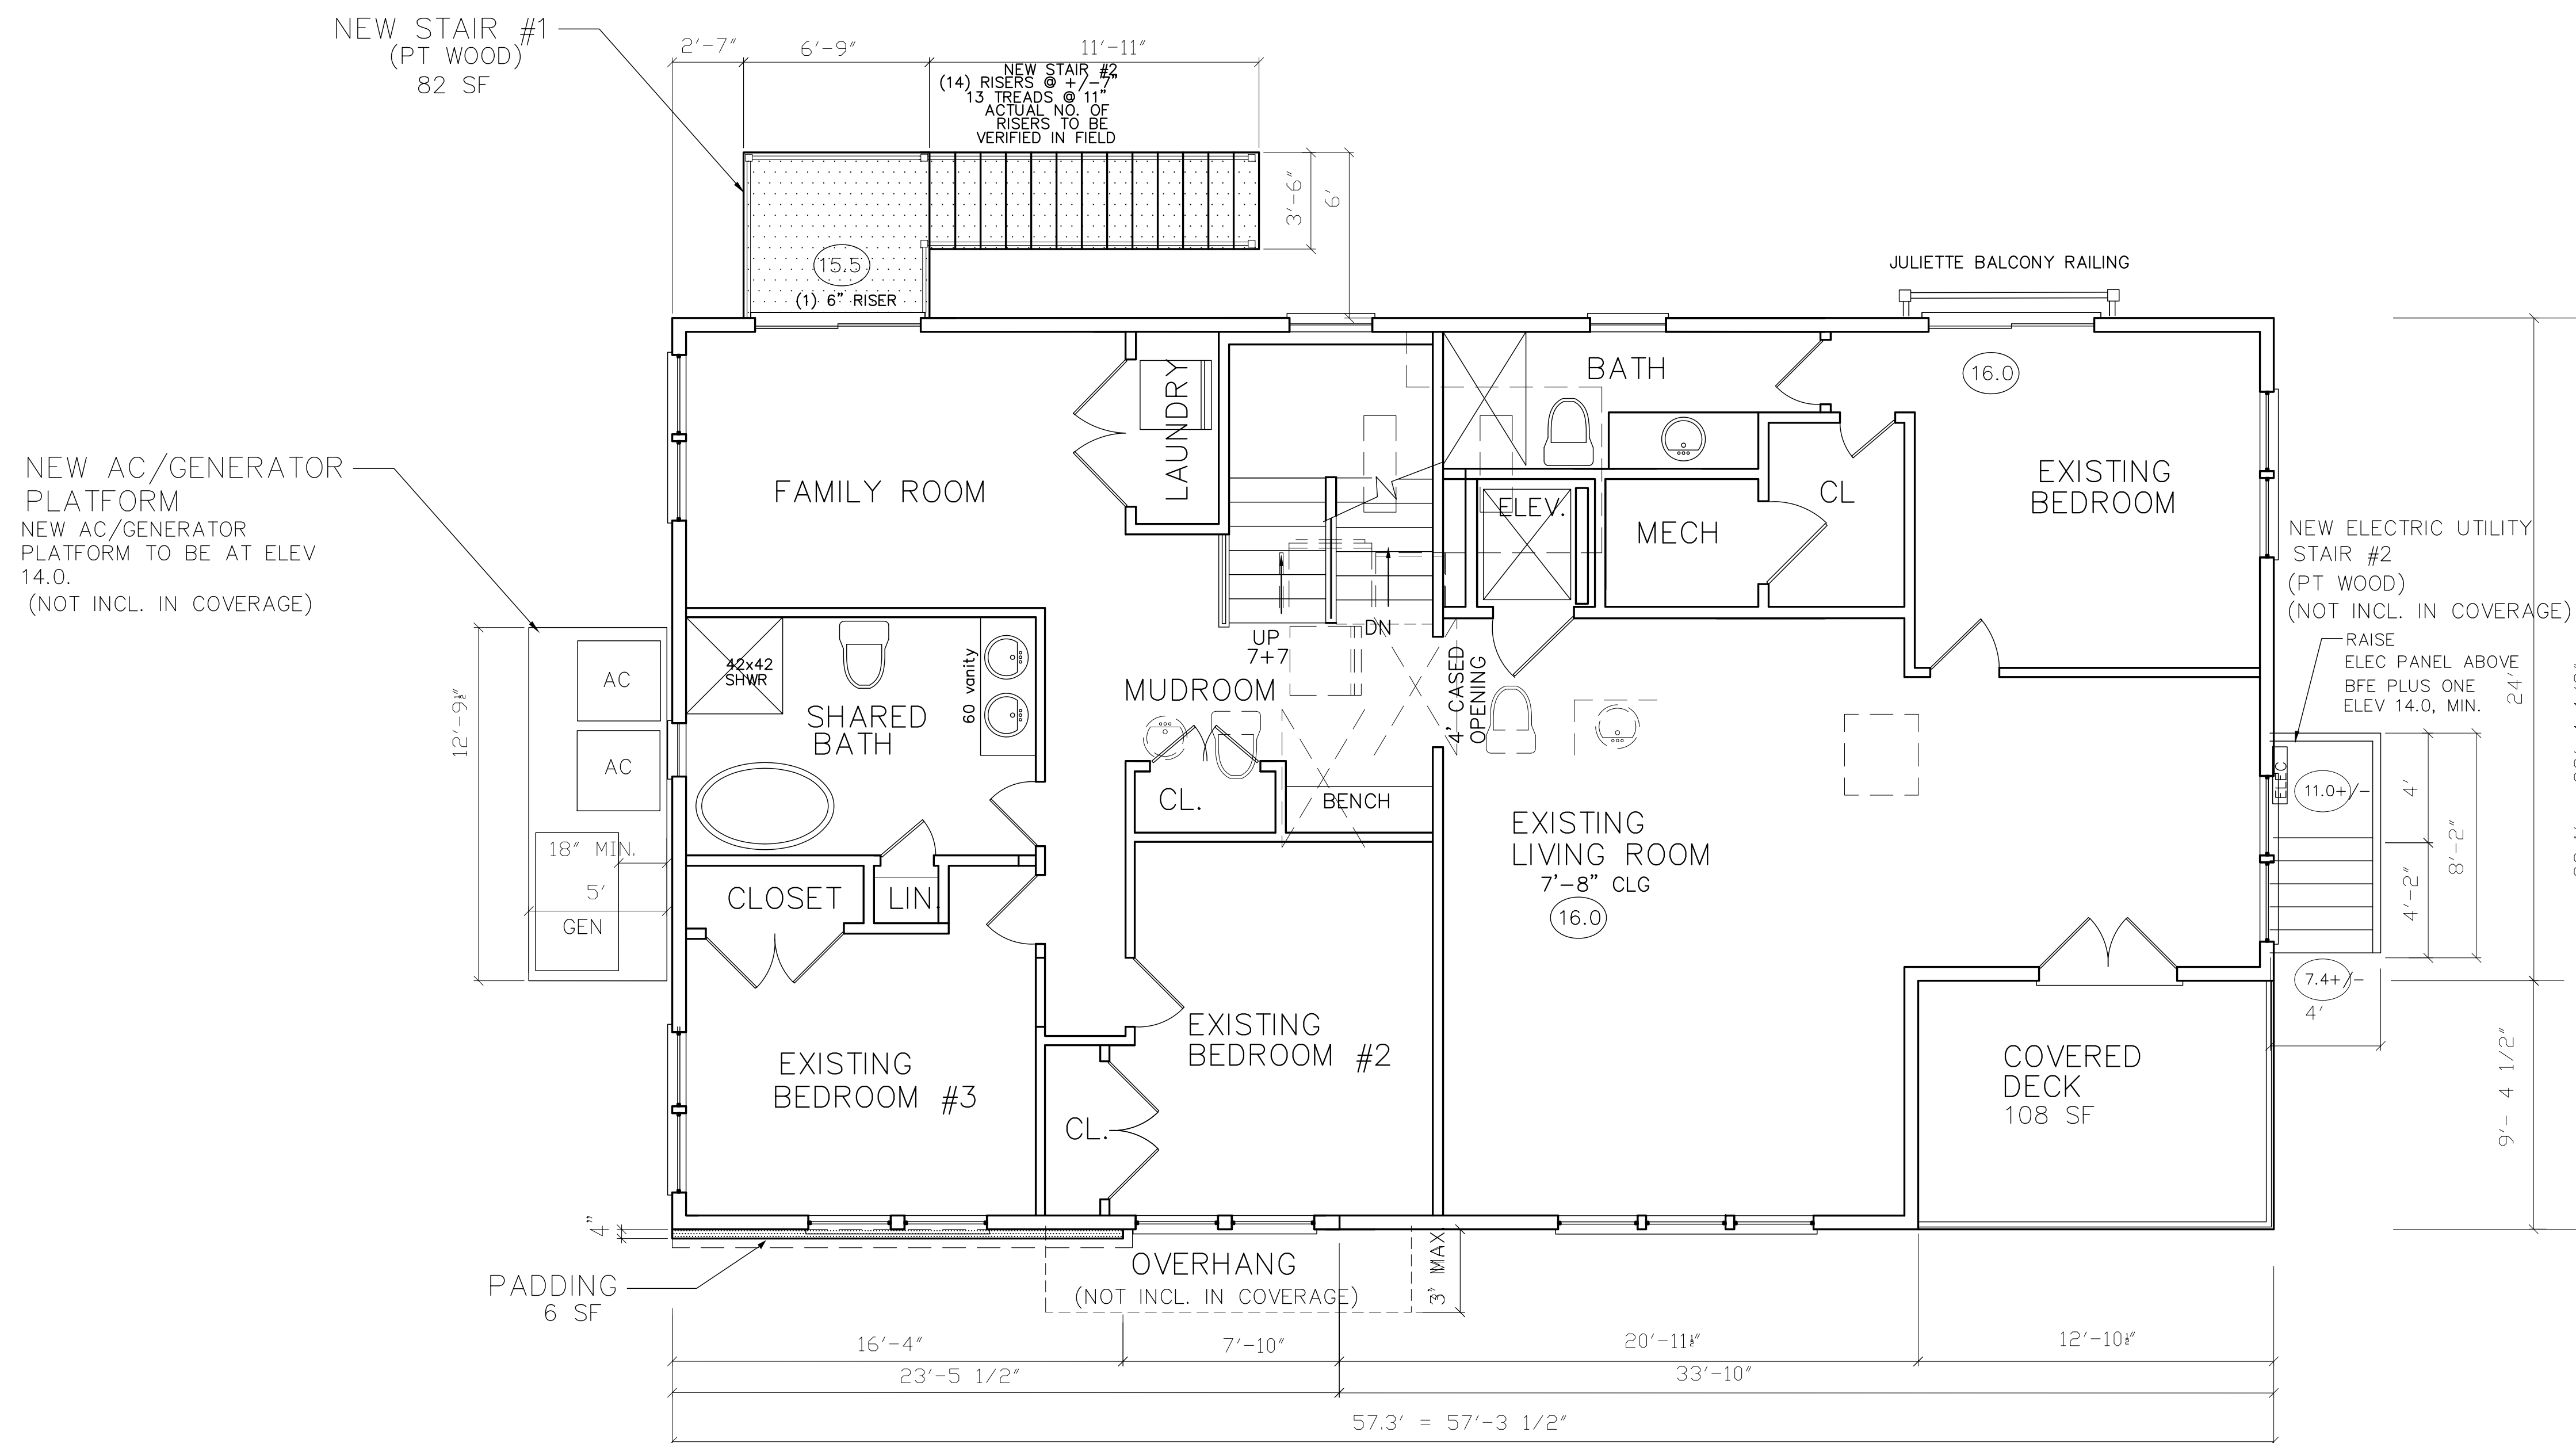 NEW STAIR #1
(PT WOOD)
82 SF
2'-7"
6'-9"
11'-11"
NEW STAIR #2
(14) RISERS @ +/-7"
13 TREADS @ 11"
ACTUAL NO. OF
RISERS TO BE
VERIFIED IN FIELD
3'-6"
6'
15.5
(1) 6" RISER
JULIETTE BALCONY RAILING
NEW AC/GENERATOR
PLATFORM
NEW AC/GENERATOR
PLATFORM TO BE AT ELEV
14.0.
(NOT INCL. IN COVERAGE)
FAMILY ROOM
LAUNDRY
BATH
16.0
EXISTING
BEDROOM
CL
ELEV.
MECH
NEW ELECTRIC UTILITY
STAIR #2
(PT WOOD)
(NOT INCL. IN COVERAGE)
RAISE
ELEC PANEL ABOVE
BFE PLUS ONE
ELEV 14.0, MIN.
24'
UP
7+7
DN
42x42
SHWR
60 vanity
SHARED
BATH
MUDROOM
4' CASED
OPENING
AC
AC
12'-9½"
18" MIN.
5'
GEN
CL.
BENCH
EXISTING
LIVING ROOM
7'-8" CLG
16.0
ELEC
11.0+/-
4'
8'-2"
4'-2"
7.4+/-
4'
CLOSET
LIN.
EXISTING
BEDROOM #3
EXISTING
BEDROOM #2
CL.
COVERED
DECK
108 SF
9'- 4 1/2"
4"
PADDING
6 SF
OVERHANG
(NOT INCL. IN COVERAGE)
3' MAX.
16'-4"
7'-10"
20'-11½"
12'-10½"
23'-5 1/2"
33'-10"
57.3' = 57'-3 1/2"